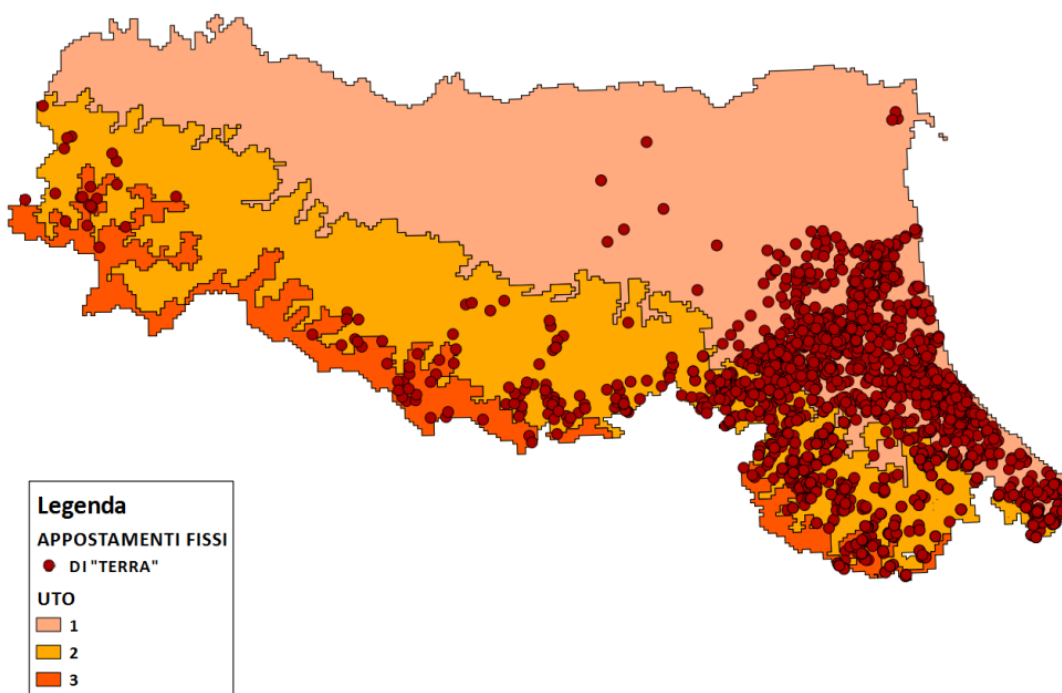 Legenda
APPOSTAMENTI FISSI
DI "TERRA"
UTO
1
2
3